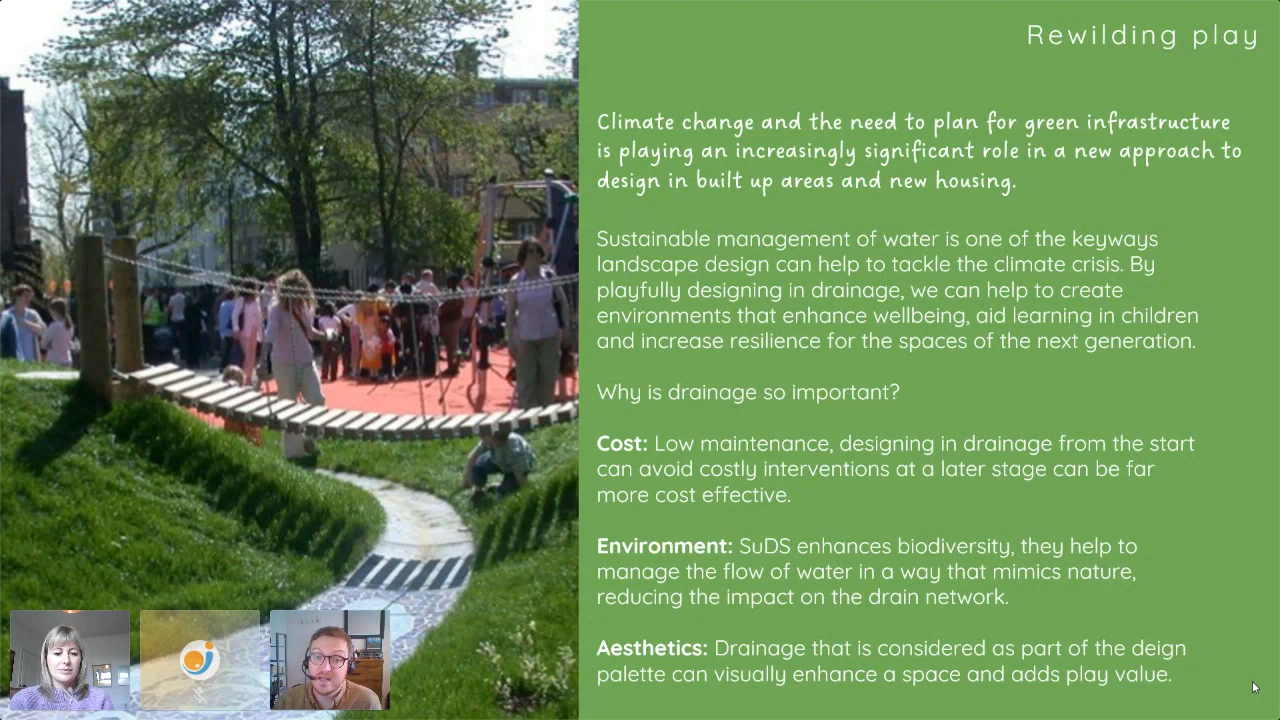 Rewilding play
Climate change and the need to plan for green infrastructure
is playing an increasingly significant role in a new approach to
design in built up areas and new housing.
Sustainable management of water is one of the keyways
landscape design can help to tackle the climate crisis. By
playfully designing in drainage, we can help to create
environments that enhance wellbeing, aid learning in children
and increase resilience for the spaces of the next generation.
Why is drainage so important?
Cost: Low maintenance, designing in drainage from the start
can avoid costly interventions at a later stage can be far
more cost effective.
Environment: SuDS enhances biodiversity, they help to
manage the flow of water in a way that mimics nature,
reducing the impact on the drain network.
Aesthetics: Drainage that is considered as part of the deign
palette can visually enhance a space and adds play value.